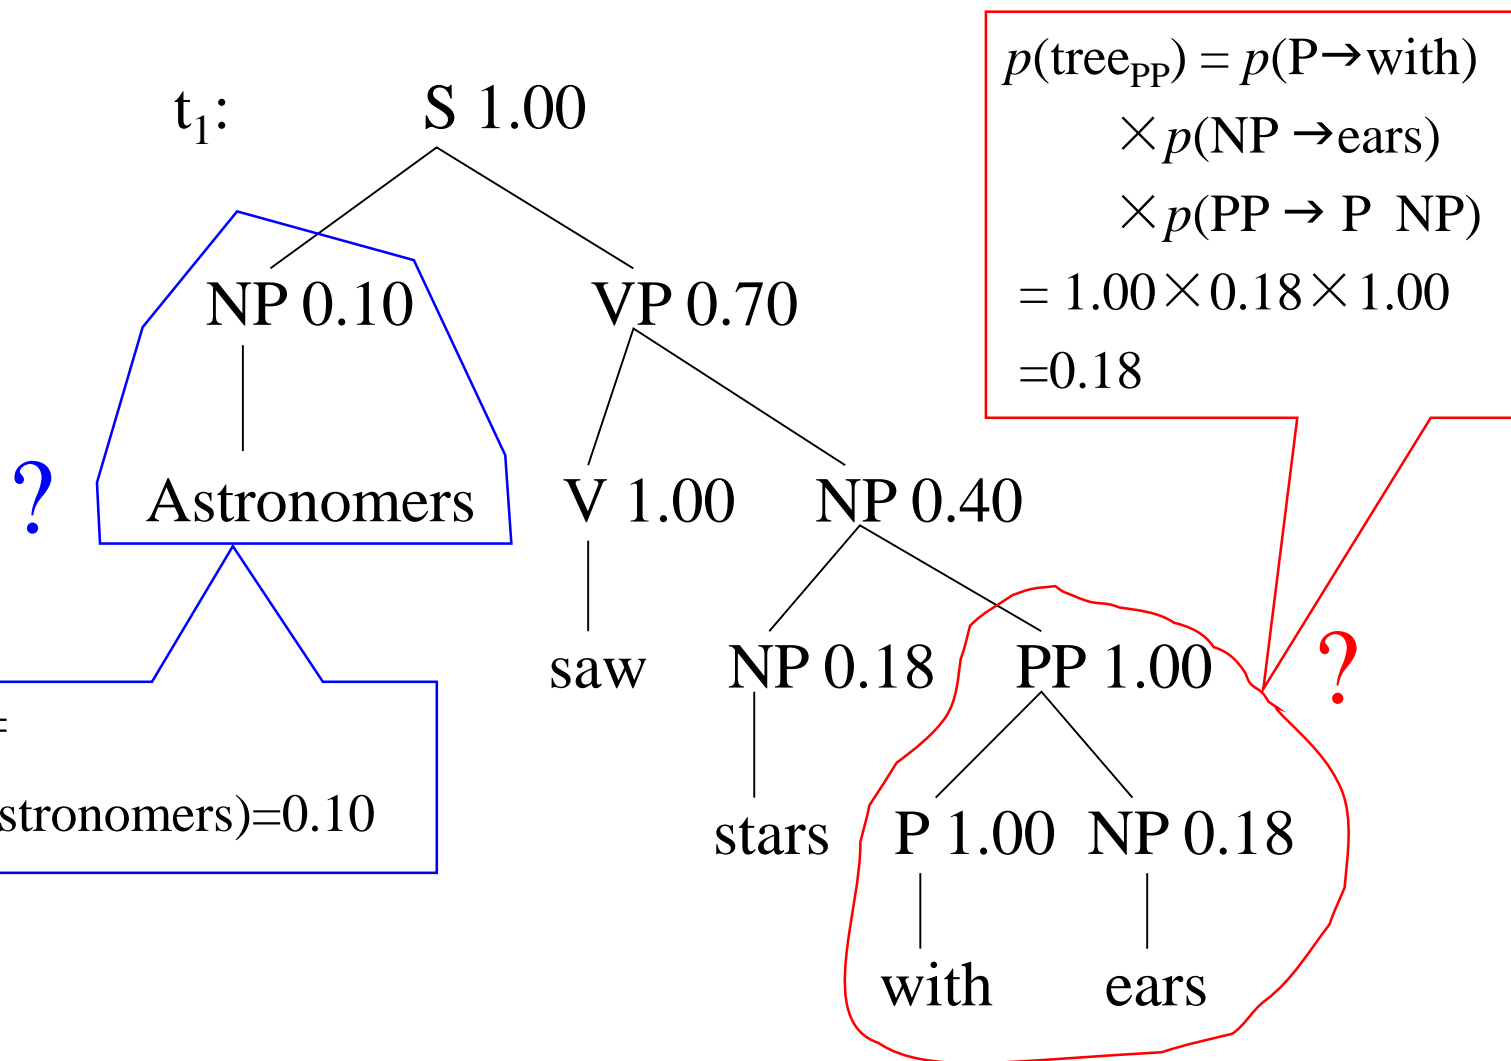 p(tree_PP) = p(P→with)
×p(NP →ears)
×p(PP → P NP)
= 1.00×0.18×1.00
=0.18
t₁: S 1.00
NP 0.10 VP 0.70
? Astronomers V 1.00 NP 0.40
saw NP 0.18 PP 1.00 ?
=
stronomers)=0.10
stars P 1.00 NP 0.18
with ears